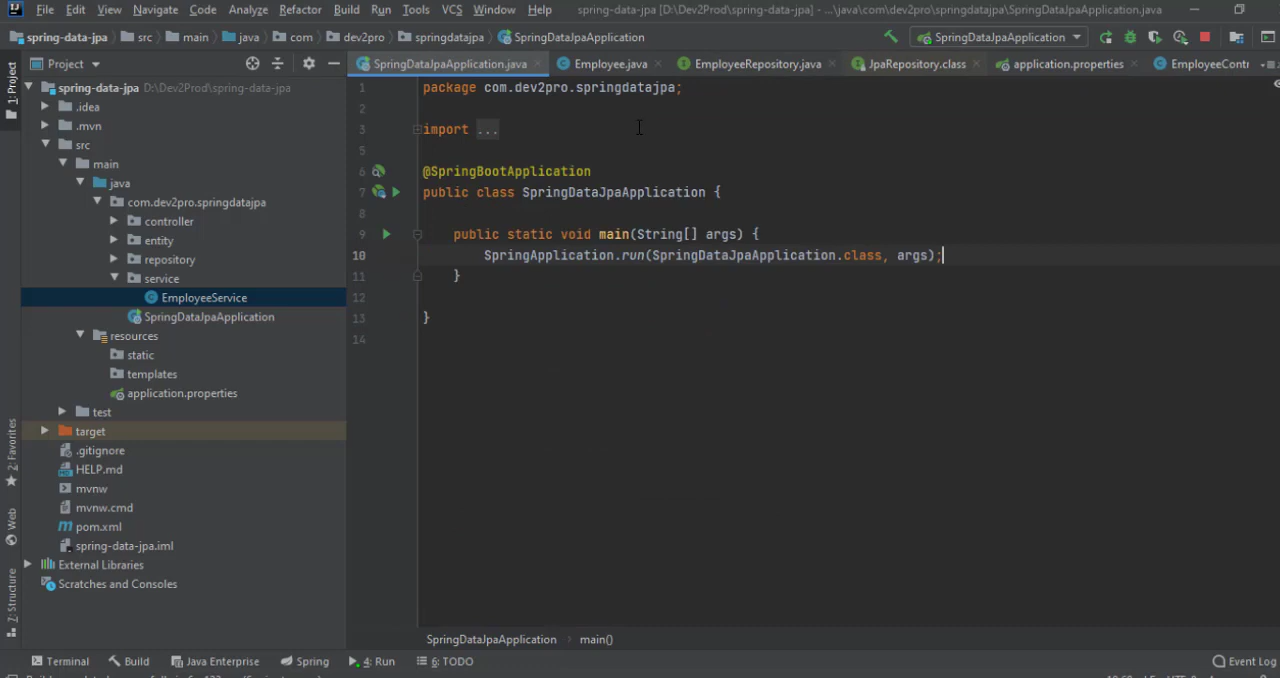 File Edit View Navigate Code Analyze Refactor Build Run Tools VCS Window Help spring-data-jpa [D:\Dev2Prod\spring-data-jpa] - ...\java\com\dev2pro\springdatajpa\SpringDataJpaApplication.java
spring-data-jpa src main java com dev2pro springdatajpa SpringDataJpaApplication SpringDataJpaApplication
Project SpringDataJpaApplication.java Employee.java EmployeeRepository.java JpaRepository.class application.properties EmployeeContr
1: Project
2: Favorites
Web
Z: Structure
spring-data-jpa D:\Dev2Prod\spring-data-jpa
.idea
.mvn
src
main
java
com.dev2pro.springdatajpa
controller
entity
repository
service
EmployeeService
SpringDataJpaApplication
resources
static
templates
application.properties
test
target
.gitignore
HELP.md
mvnw
mvnw.cmd
pom.xml
spring-data-jpa.iml
External Libraries
Scratches and Consoles
1 package com.dev2pro.springdatajpa;
2
3 import ...
5
6 @SpringBootApplication
7 public class SpringDataJpaApplication {
8
9 public static void main(String[] args) {
10 SpringApplication.run(SpringDataJpaApplication.class, args);
11 }
12
13 }
14
SpringDataJpaApplication main()
Terminal Build Java Enterprise Spring 4: Run 6: TODO Event Log